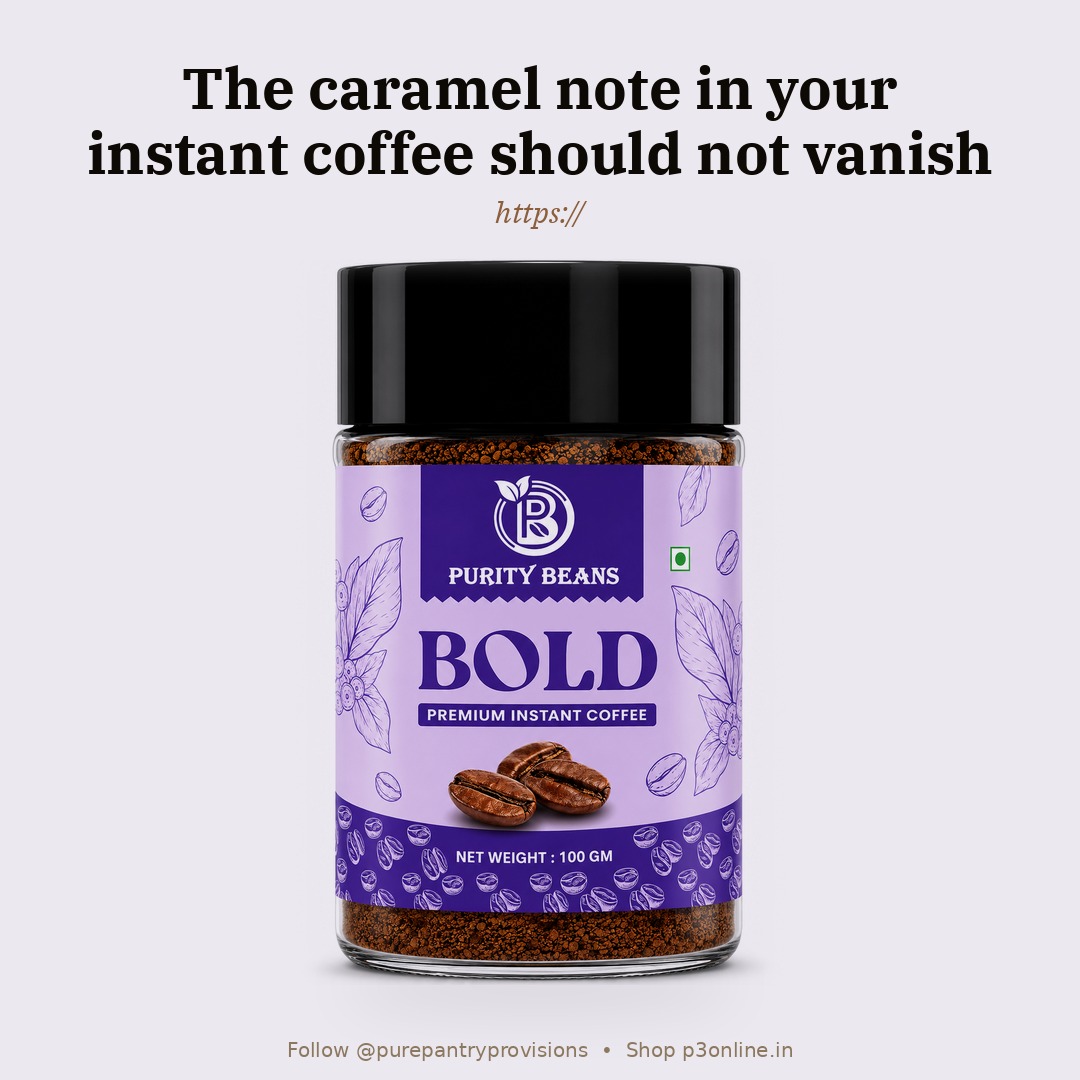 The caramel note in your
instant coffee should not vanish
https://
PURITY BEANS
BOLD
PREMIUM INSTANT COFFEE
NET WEIGHT : 100 GM
Follow @purepantryprovisions • Shop p3online.in